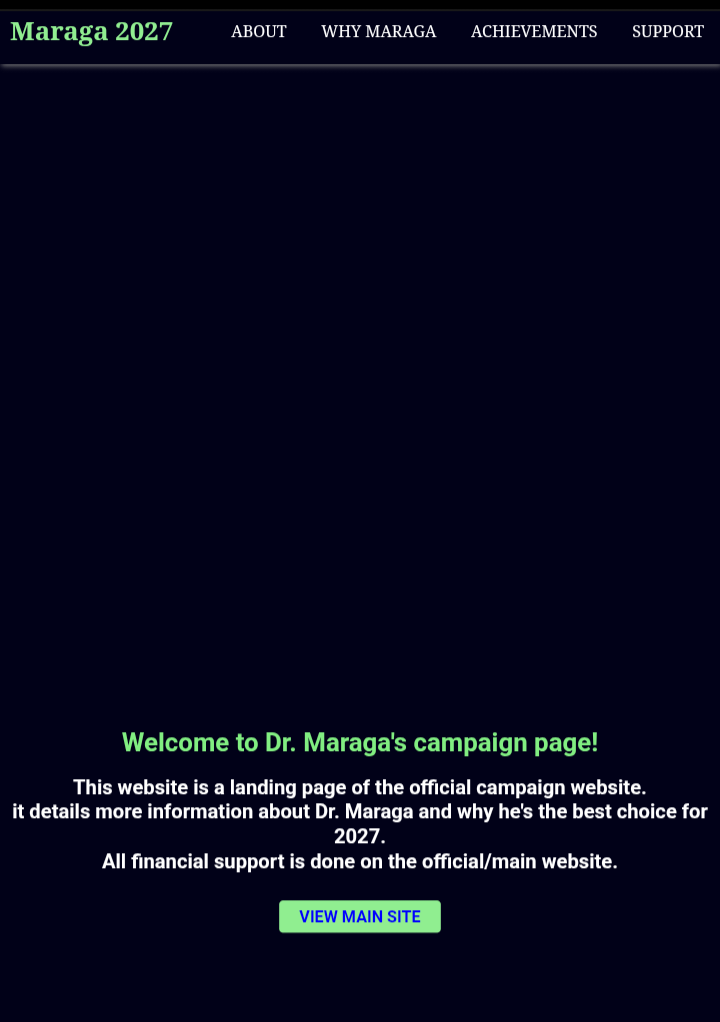 Maraga 2027 ABOUT WHY MARAGA ACHIEVEMENTS SUPPORT
Welcome to Dr. Maraga's campaign page!
This website is a landing page of the official campaign website.
it details more information about Dr. Maraga and why he's the best choice for
2027.
All financial support is done on the official/main website.
VIEW MAIN SITE